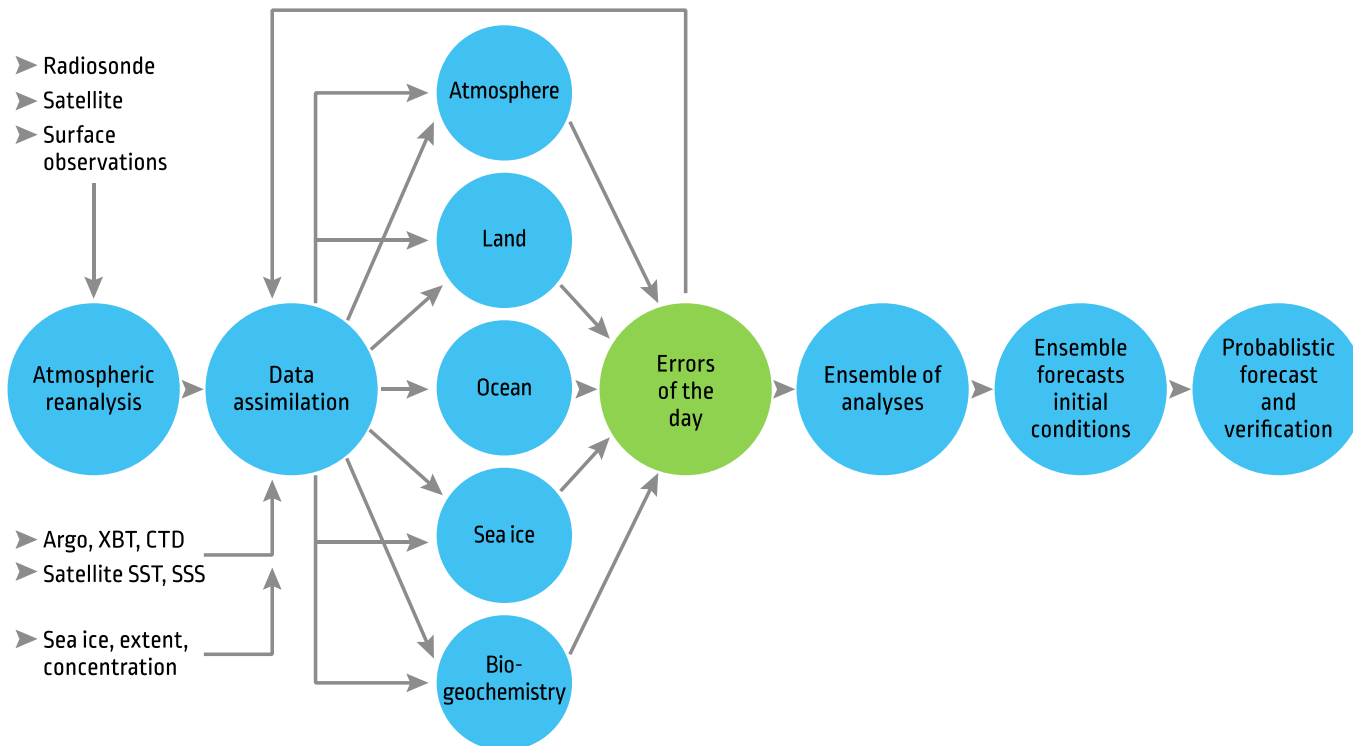 Radiosonde
Satellite
Surface
observations
Atmospheric
reanalysis
Data
assimilation
Argo, XBT, CTD
Satellite SST, SSS
Sea ice, extent,
concentration
Atmosphere
Land
Ocean
Sea ice
Bio-
geochemistry
Errors
of the
day
Ensemble of
analyses
Ensemble
forecasts
initial
conditions
Probablistic
forecast
and
verification